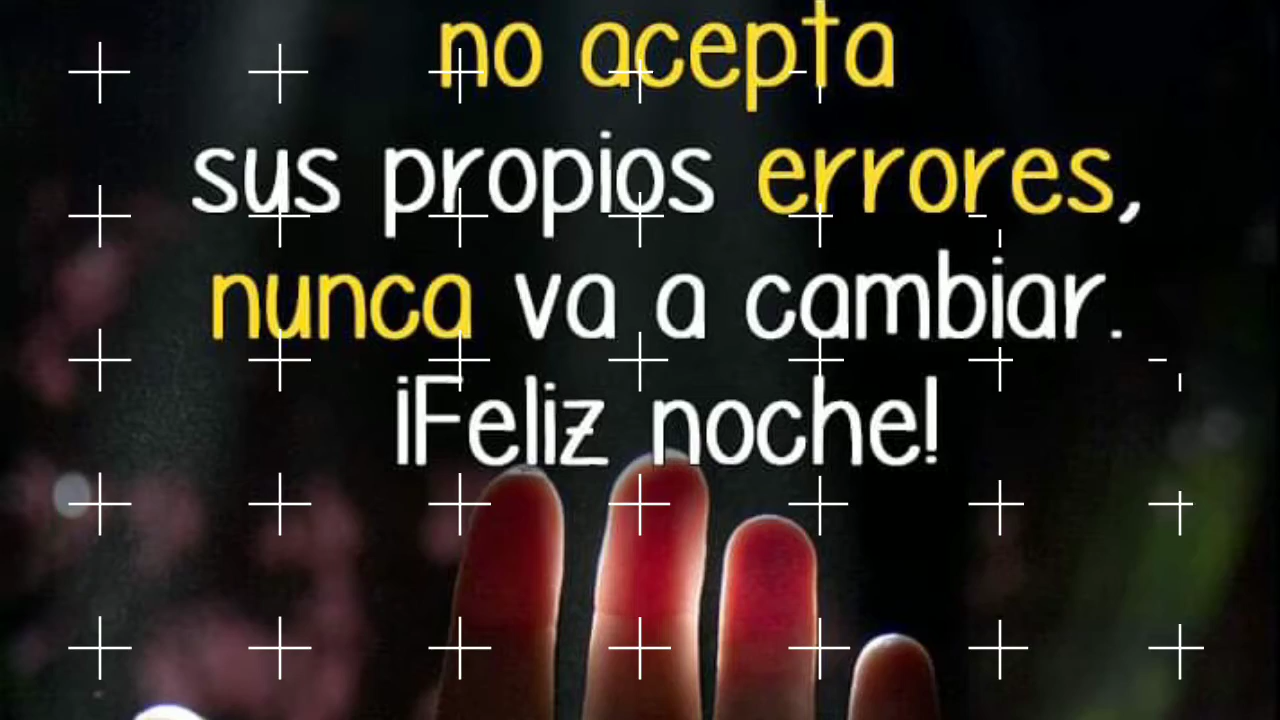 no acepta
sus propios errores,
nunca va a cambiar.
¡Feliz noche!